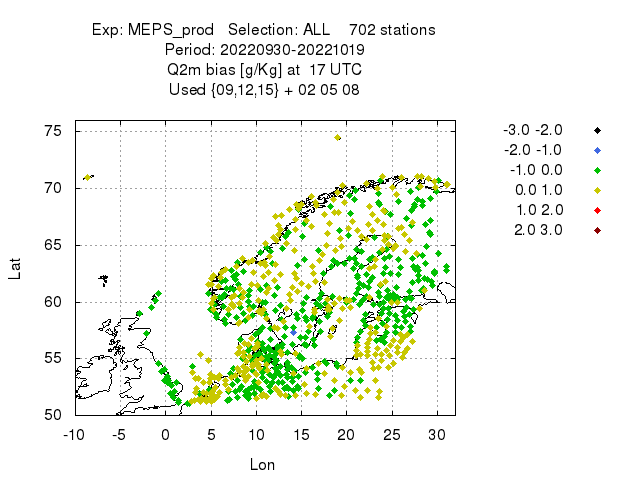 Exp: MEPS_prod   Selection: ALL    702 stations
Period: 20220930-20221019
Q2m bias [g/Kg] at  17 UTC
Used {09,12,15} + 02 05 08
-3.0 -2.0
-2.0 -1.0
-1.0 0.0
0.0 1.0
1.0 2.0
2.0 3.0
75
70
65
60
55
50
Lat
-10 -5 0 5 10 15 20 25 30
Lon